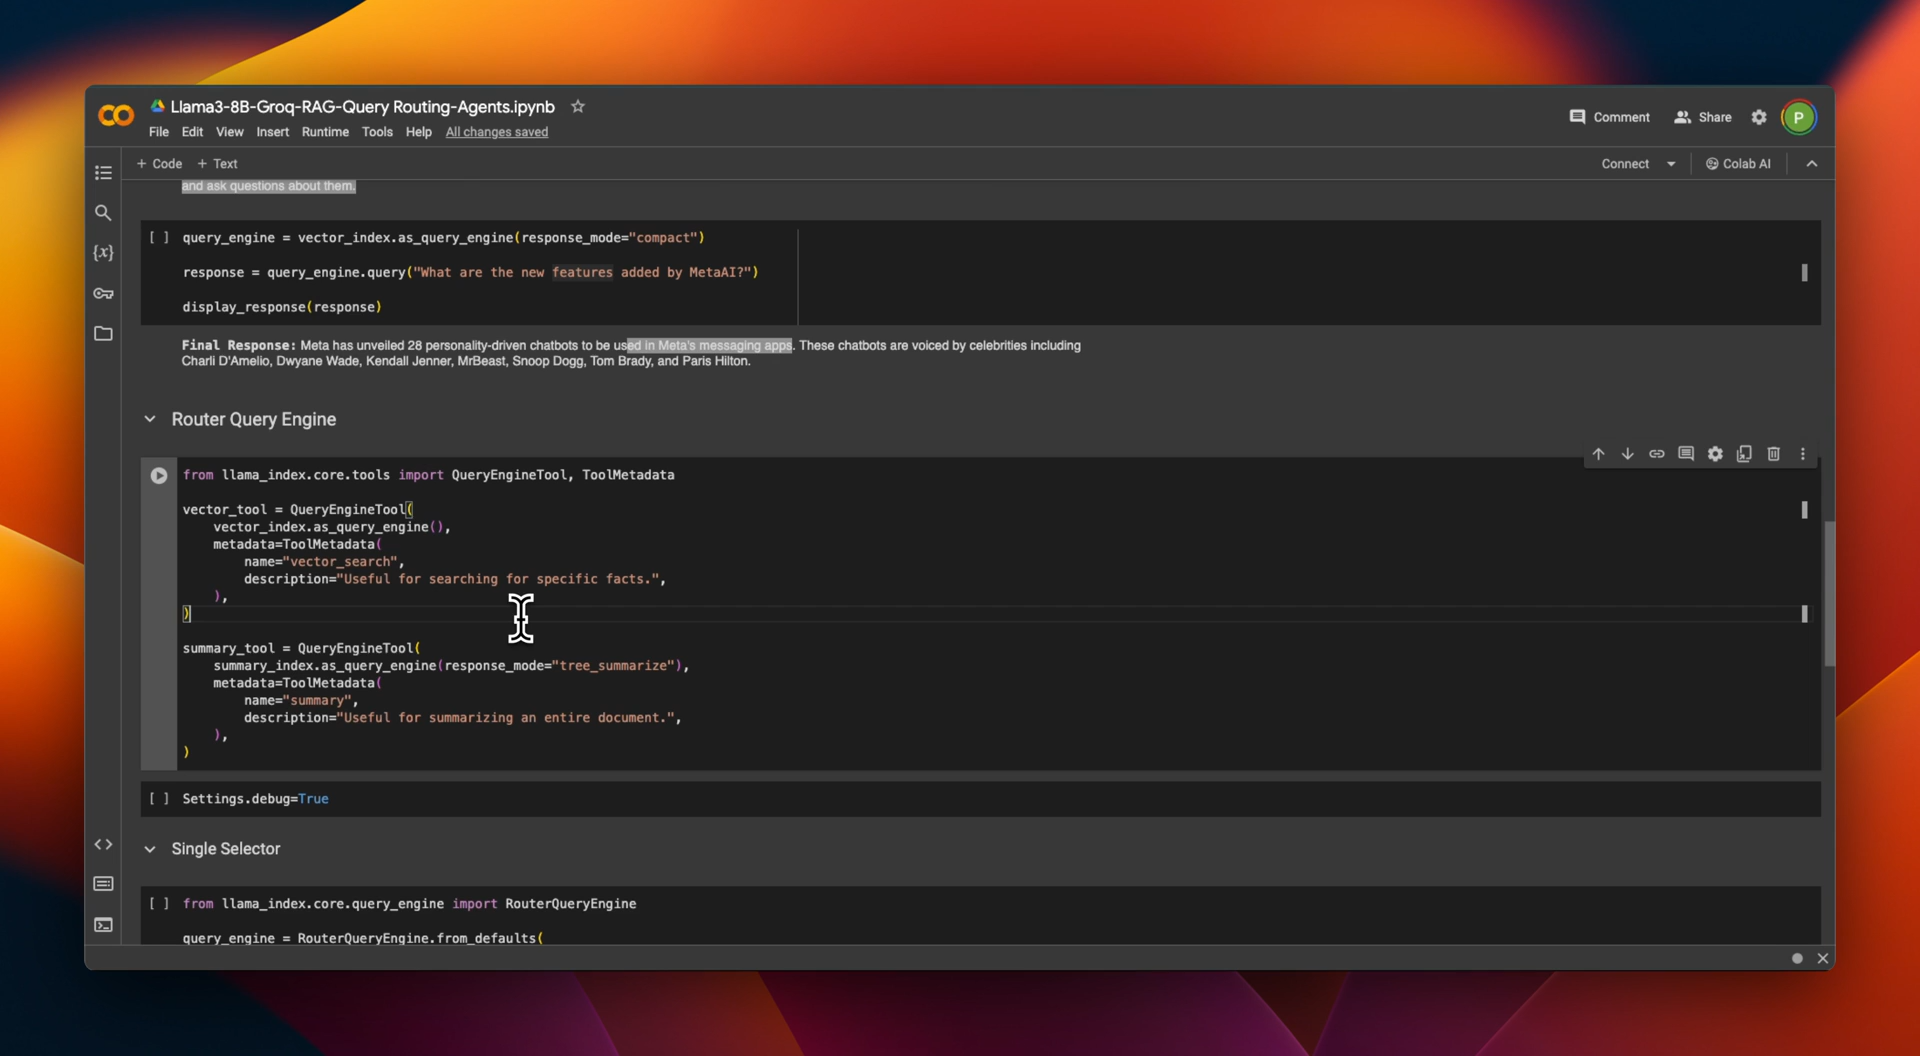 Llama3-8B-Groq-RAG-Query Routing-Agents.ipynb
File Edit View Insert Runtime Tools Help All changes saved
Comment Share P
+ Code + Text
Connect Colab AI
and ask questions about them.
[ ] query_engine = vector_index.as_query_engine(response_mode="compact")
response = query_engine.query("What are the new features added by MetaAI?")
display_response(response)
Final Response: Meta has unveiled 28 personality-driven chatbots to be used in Meta's messaging apps. These chatbots are voiced by celebrities including
Charli D'Amelio, Dwyane Wade, Kendall Jenner, MrBeast, Snoop Dogg, Tom Brady, and Paris Hilton.
Router Query Engine
from llama_index.core.tools import QueryEngineTool, ToolMetadata
vector_tool = QueryEngineTool(
vector_index.as_query_engine(),
metadata=ToolMetadata(
name="vector_search",
description="Useful for searching for specific facts.",
),
)
summary_tool = QueryEngineTool(
summary_index.as_query_engine(response_mode="tree_summarize"),
metadata=ToolMetadata(
name="summary",
description="Useful for summarizing an entire document.",
),
)
[ ] Settings.debug=True
Single Selector
[ ] from llama_index.core.query_engine import RouterQueryEngine
query_engine = RouterQueryEngine.from_defaults(